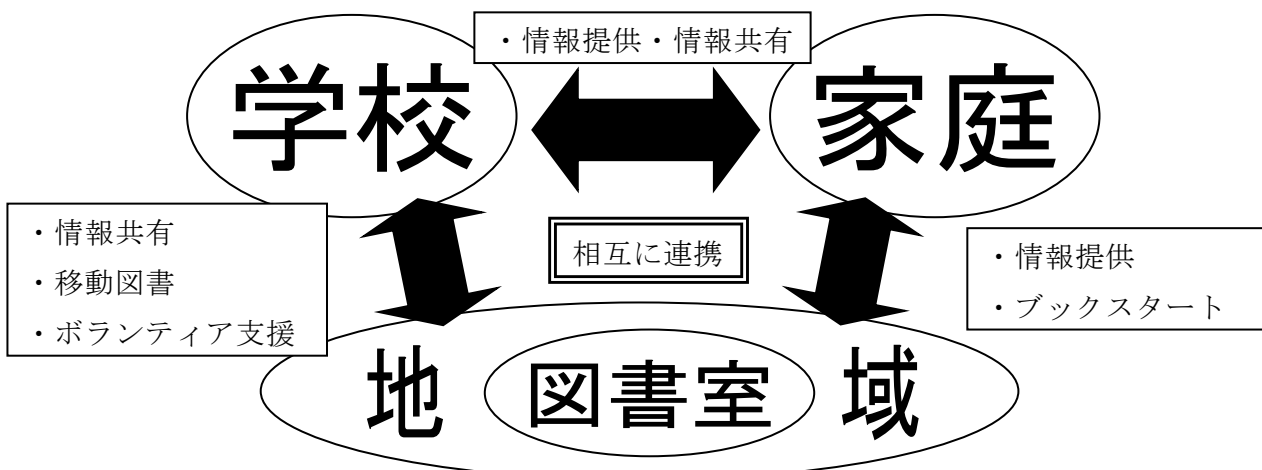 ・情報提供・情報共有
学校
家庭
・情報共有
・移動図書
・ボランティア支援
相互に連携
・情報提供
・ブックスタート
地 図書室 域